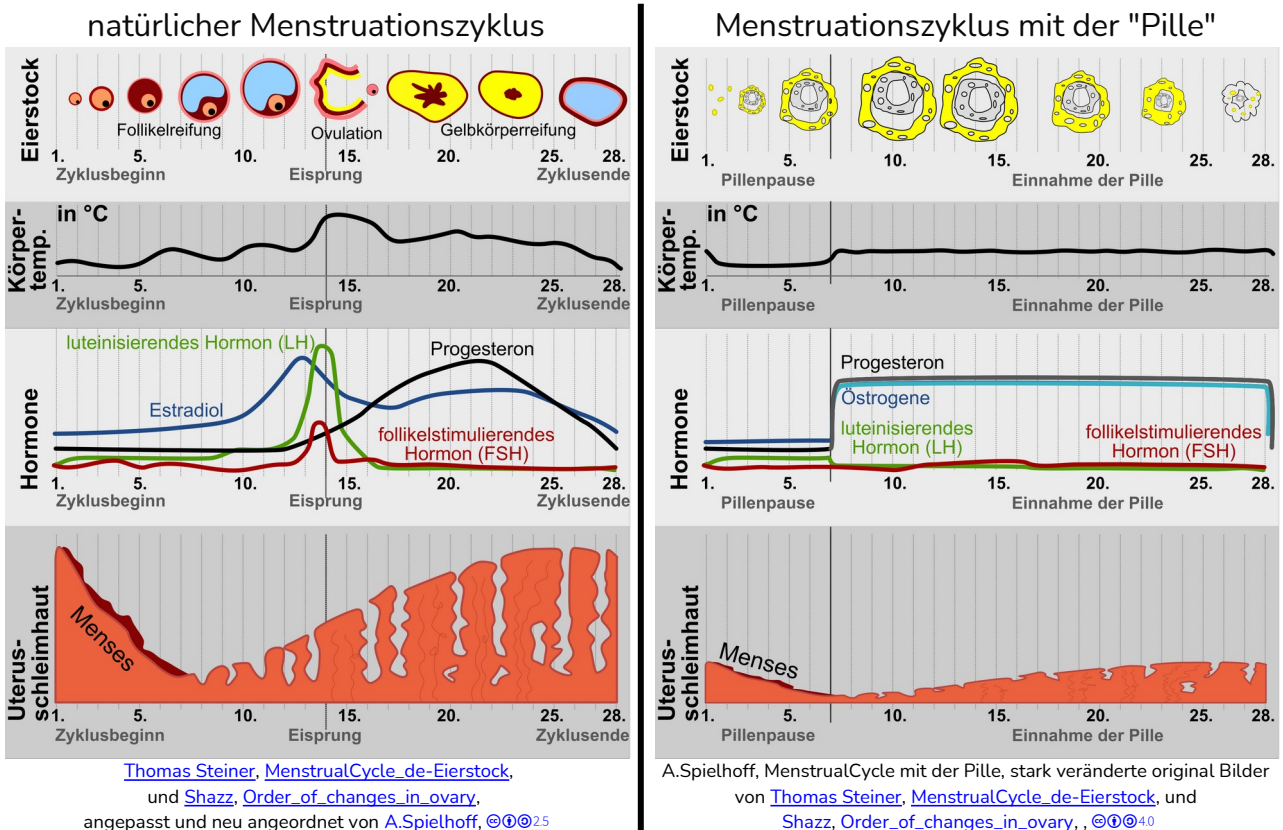 natürlicher Menstruationszyklus
Eierstock
Follikelreifung
Ovulation
Gelbkörperreifung
1. 5. 10. 15. 20. 25. 28.
Zyklusbeginn Eisprung Zyklusende
Körper-
temp.
in °C
1. 5. 10. 15. 20. 25. 28.
Zyklusbeginn Eisprung Zyklusende
Hormone
luteinisierendes Hormon (LH)
Progesteron
Estradiol
follikelstimulierendes
Hormon (FSH)
1. 5. 10. 15. 20. 25. 28.
Zyklusbeginn Eisprung Zyklusende
Uterus-
schleimhaut
Menses
1. 5. 10. 15. 20. 25. 28.
Zyklusbeginn Eisprung Zyklusende
Thomas Steiner, MenstrualCycle_de-Eierstock,
und Shazz, Order_of_changes_in_ovary,
angepasst und neu angeordnet von A.Spielhoff, 2.5
Menstruationszyklus mit der "Pille"
Eierstock
1. 5. 10. 15. 20. 25. 28.
Pillenpause Einnahme der Pille
Körper-
temp.
in °C
1. 5. 10. 15. 20. 25. 28.
Pillenpause Einnahme der Pille
Hormone
Progesteron
Östrogene
luteinisierendes
Hormon (LH)
follikelstimulierendes
Hormon (FSH)
1. 5. 10. 15. 20. 25. 28.
Pillenpause Einnahme der Pille
Uterus-
schleimhaut
Menses
1. 5. 10. 15. 20. 25. 28.
Pillenpause Einnahme der Pille
A.Spielhoff, MenstrualCycle mit der Pille, stark veränderte original Bilder
von Thomas Steiner, MenstrualCycle_de-Eierstock, und
Shazz, Order_of_changes_in_ovary, , 4.0